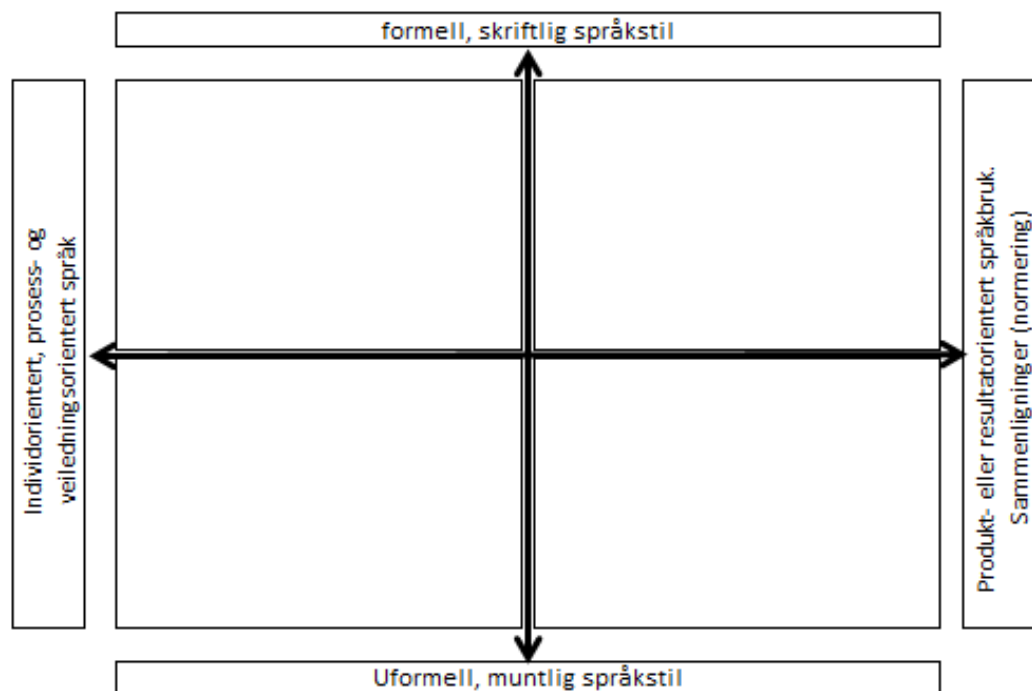 formell, skriftlig språkstil
Individorientert, prosess- og
veiledningsorientert språk
Produkt- eller resultatorientert språkbruk.
Sammenligninger (normering)
Uformell, muntlig språkstil